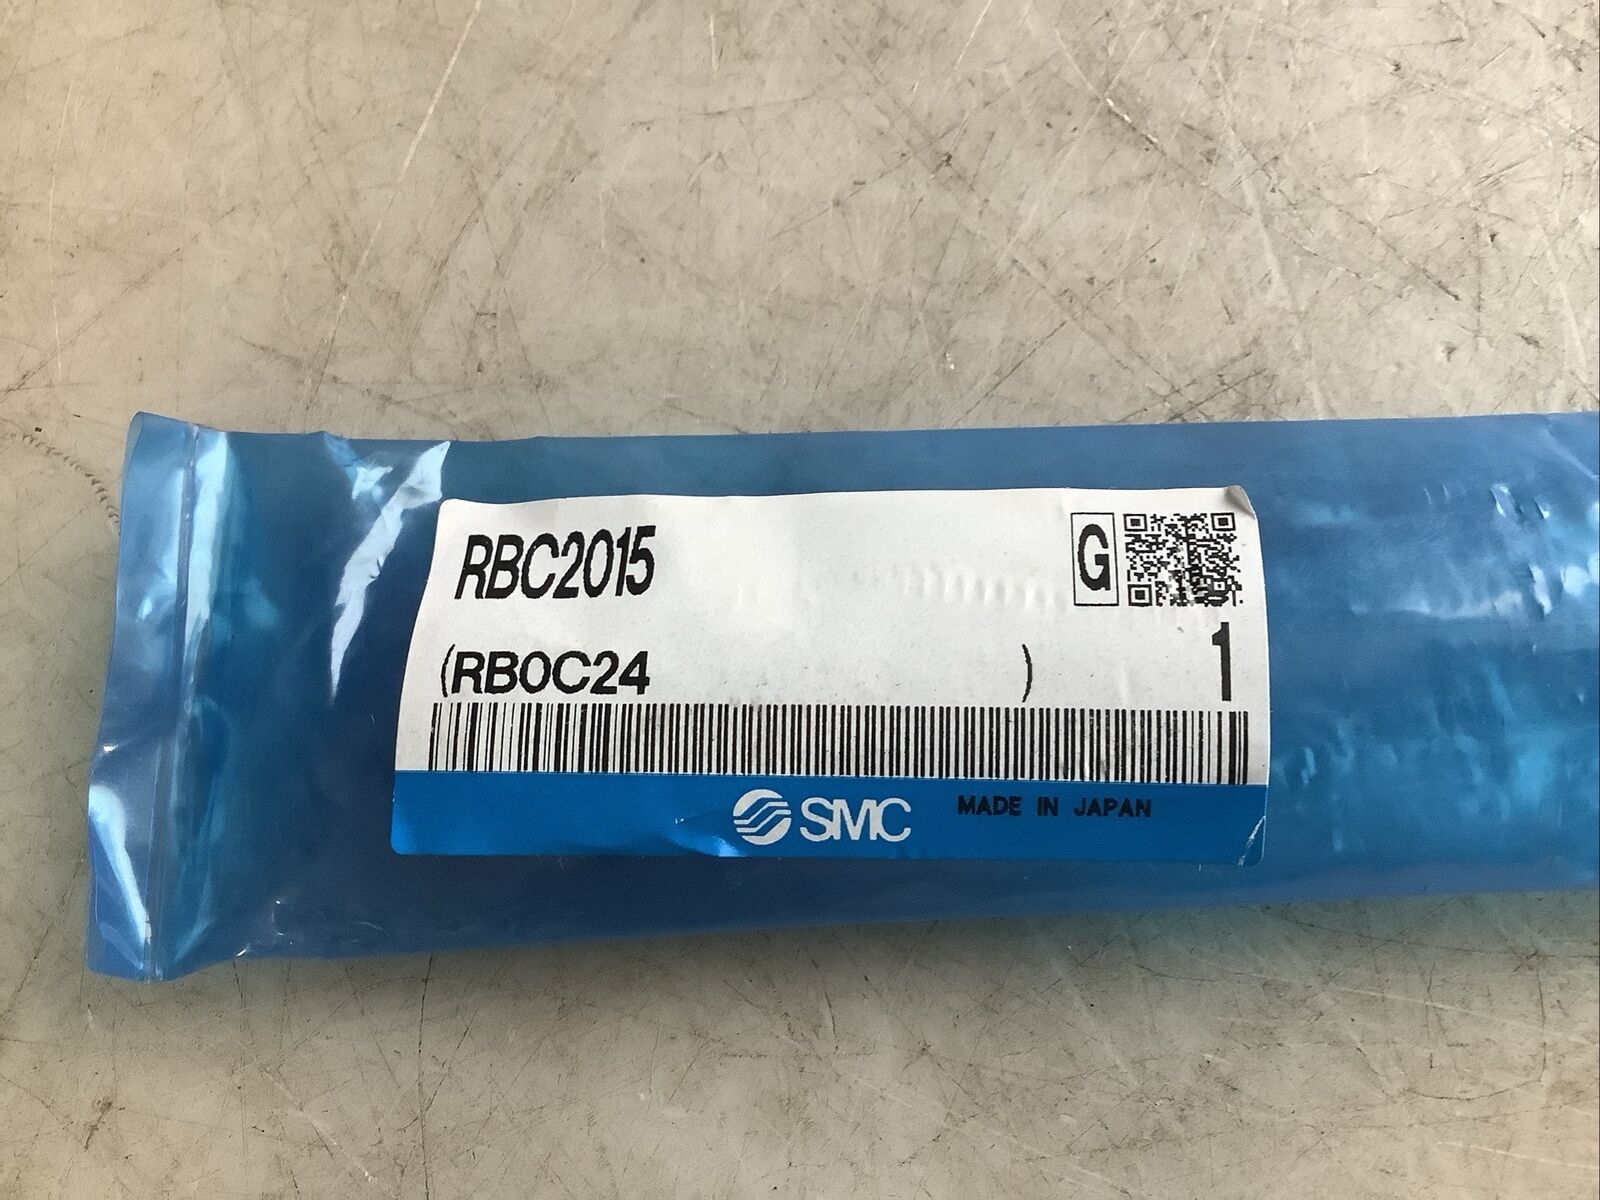 RBC2015
G
(RB0C24 )
1
SMC
MADE IN JAPAN